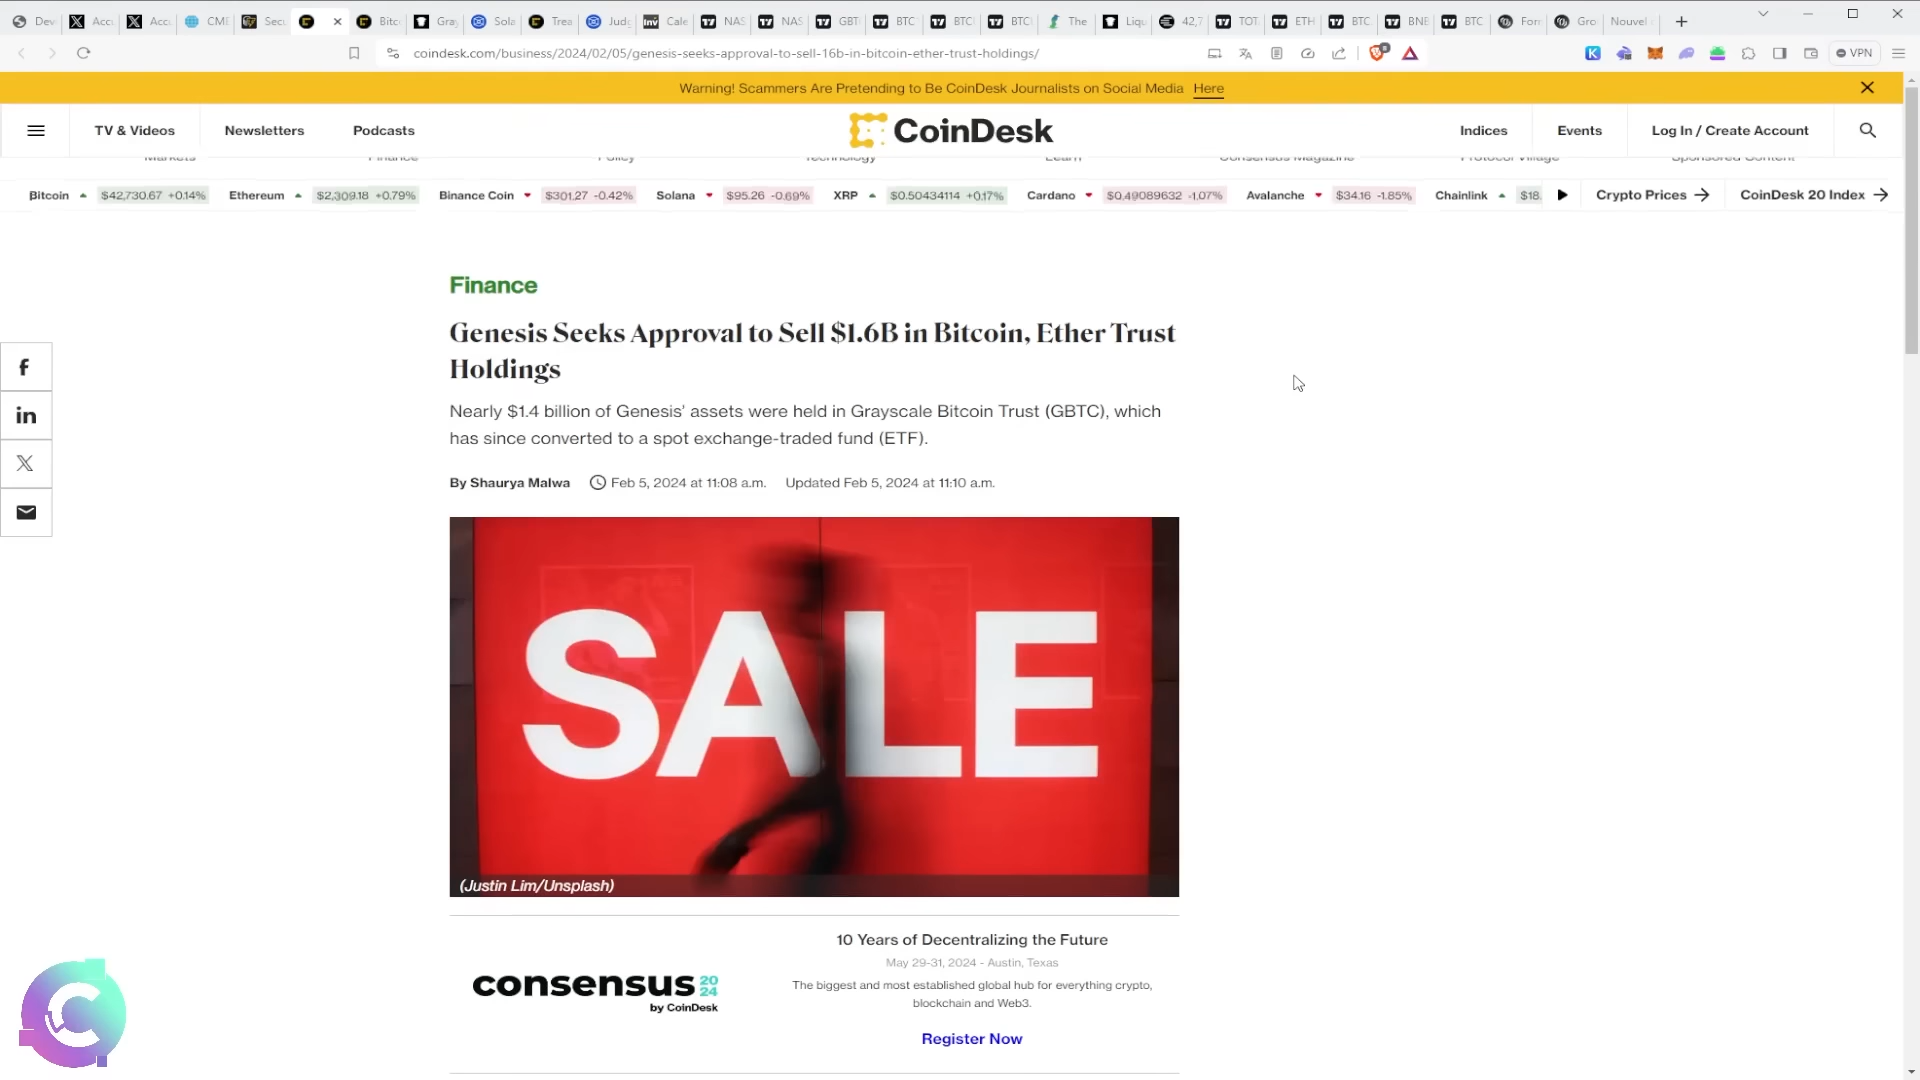 Dev
Acc
Acc
CME
Secu
Bitc
Gray
Sola
Trea
Judg
Cale
NAS
NAS
GBT
BTC
BTC
BTC
The
Liqu
42,7
TOT
ETH
BTC
BNB
BTC
Forr
Gro
Nouvel
coindesk.com/business/2024/02/05/genesis-seeks-approval-to-sell-16b-in-bitcoin-ether-trust-holdings/
VPN
Warning! Scammers Are Pretending to Be CoinDesk Journalists on Social Media Here
TV & Videos Newsletters Podcasts
CoinDesk
Indices Events Log In / Create Account
Markets Finance Policy Technology Learn Consensus Magazine Protocol Village Sponsored Content
Bitcoin $42,730.67 +0.14% Ethereum $2,309.18 +0.79% Binance Coin $301.27 -0.42% Solana $95.26 -0.69% XRP $0.50434114 +0.17% Cardano $0.49089632 -1.07% Avalanche $34.16 -1.85% Chainlink $18. Crypto Prices CoinDesk 20 Index
Finance
Genesis Seeks Approval to Sell $1.6B in Bitcoin, Ether Trust
Holdings
Nearly $1.4 billion of Genesis’ assets were held in Grayscale Bitcoin Trust (GBTC), which
has since converted to a spot exchange-traded fund (ETF).
By Shaurya Malwa Feb 5, 2024 at 11:08 a.m. Updated Feb 5, 2024 at 11:10 a.m.
SALE
(Justin Lim/Unsplash)
consensus 2024
by CoinDesk
10 Years of Decentralizing the Future
May 29-31, 2024 - Austin, Texas
The biggest and most established global hub for everything crypto,
blockchain and Web3.
Register Now